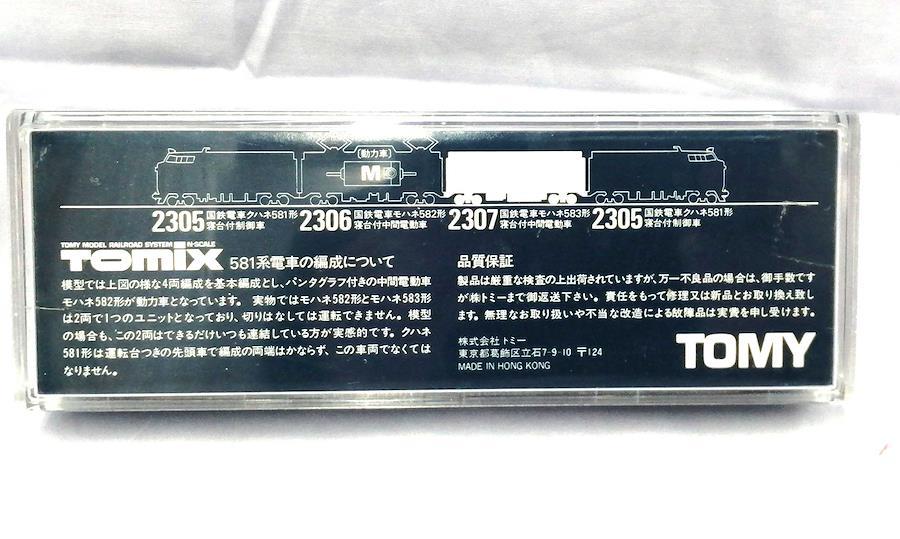 〔動力車〕
M
2305 国鉄電車クハネ581形
寝台付制御車
2306 国鉄電車モハネ582形
寝台付中間電動車
2307 国鉄電車モハネ583形
寝台付中間電動車
2305 国鉄電車クハネ581形
寝台付制御車
TOMY MODEL RAILROAD SYSTEM N-SCALE
TOMIX 581系電車の編成について
模型では上図の様な4両編成を基本編成とし、パンタグラフ付きの中間電動車
モハネ582形が動力車となっています。 実物ではモハネ582形とモハネ583形
は2両で1つのユニットとなっており、切りはなしては運転できません。模型
の場合も、この2両はできるだけいつも連結している方が実感的です。クハネ
581形は運転台つきの先頭車で編成の両端はかならず、この車両でなくては
なりません。
品質保証
製品は厳重な検査の上出荷されていますが、万一不良品の場合は、御手数です
が㈱トミーまで御返送下さい。責任をもって修理又は新品とお取り換え致し
ます。無理なお取り扱いや不当な改造による故障品は実費を申し受けます。
株式会社トミー
東京都葛飾区立石7-9-10 〒124
MADE IN HONG KONG
TOMY